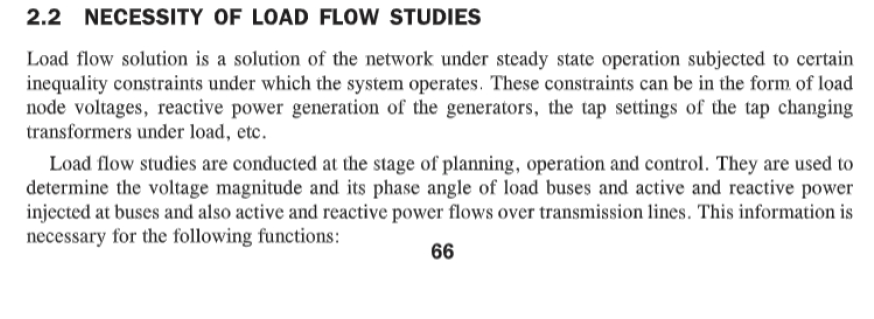 2.2 NECESSITY OF LOAD FLOW STUDIES
Load flow solution is a solution of the network under steady state operation subjected to certain
inequality constraints under which the system operates. These constraints can be in the form of load
node voltages, reactive power generation of the generators, the tap settings of the tap changing
transformers under load, etc.
Load flow studies are conducted at the stage of planning, operation and control. They are used to
determine the voltage magnitude and its phase angle of load buses and active and reactive power
injected at buses and also active and reactive power flows over transmission lines. This information is
necessary for the following functions:
66